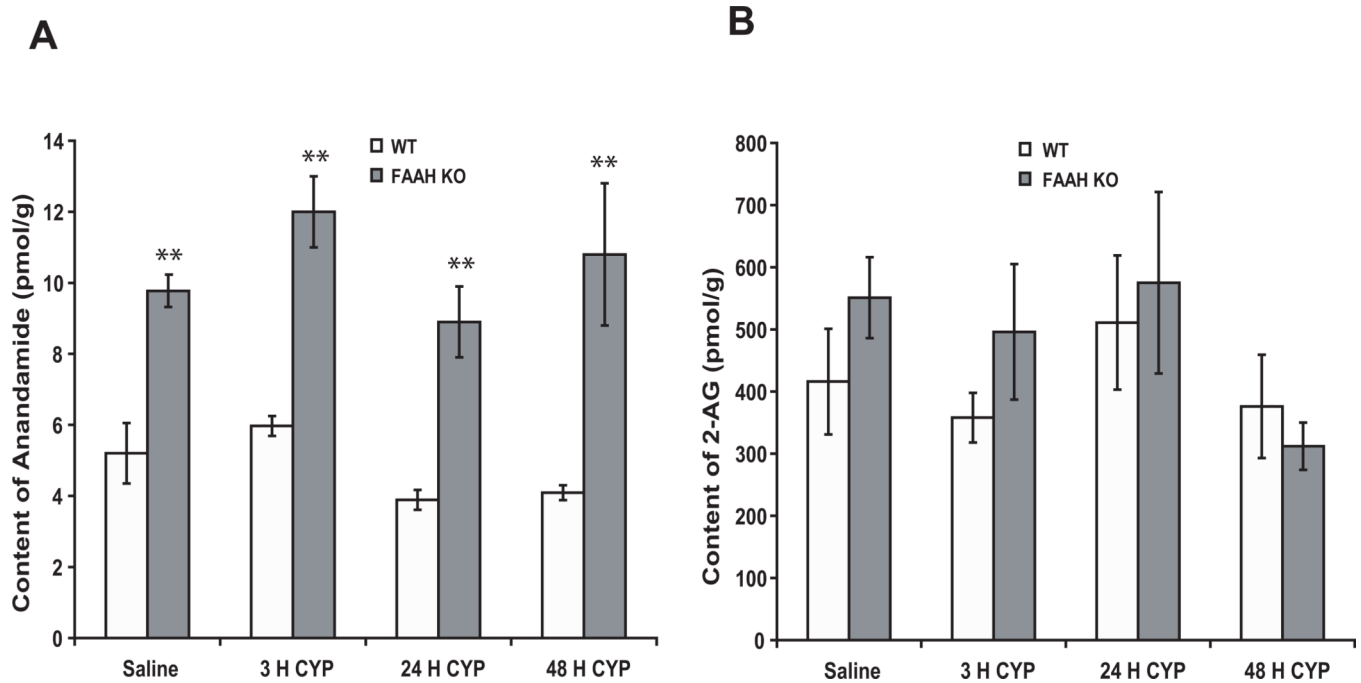 A
Content of Anandamide (pmol/g)
14
12
10
8
6
4
2
0
WT
FAAH KO
**
**
**
**
Saline
3 H CYP
24 H CYP
48 H CYP
B
Content of 2-AG (pmol/g)
800
700
600
500
400
300
200
100
0
WT
FAAH KO
Saline
3 H CYP
24 H CYP
48 H CYP